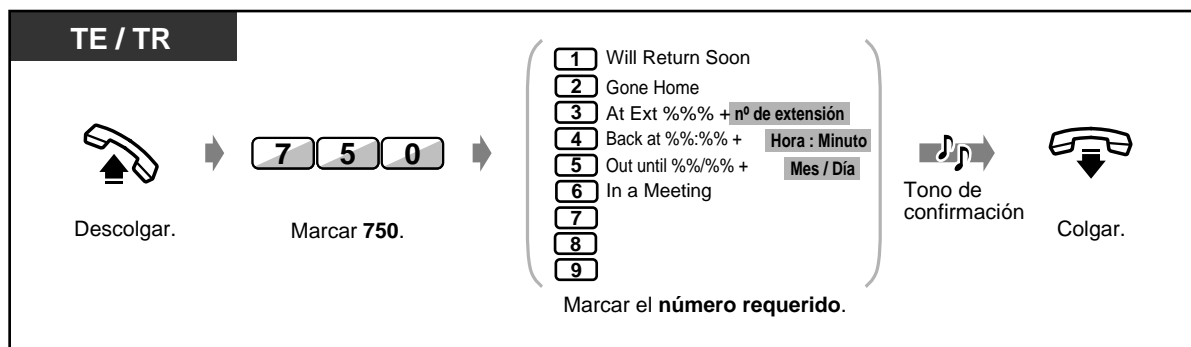 TE / TR
Descolgar.
7 5 0
Marcar 750.
1 Will Return Soon
2 Gone Home
3 At Ext %%% + nº de extensión
4 Back at %%:%% + Hora : Minuto
5 Out until %%/%% + Mes / Día
6 In a Meeting
7
8
9
Marcar el número requerido.
Tono de
confirmación
Colgar.